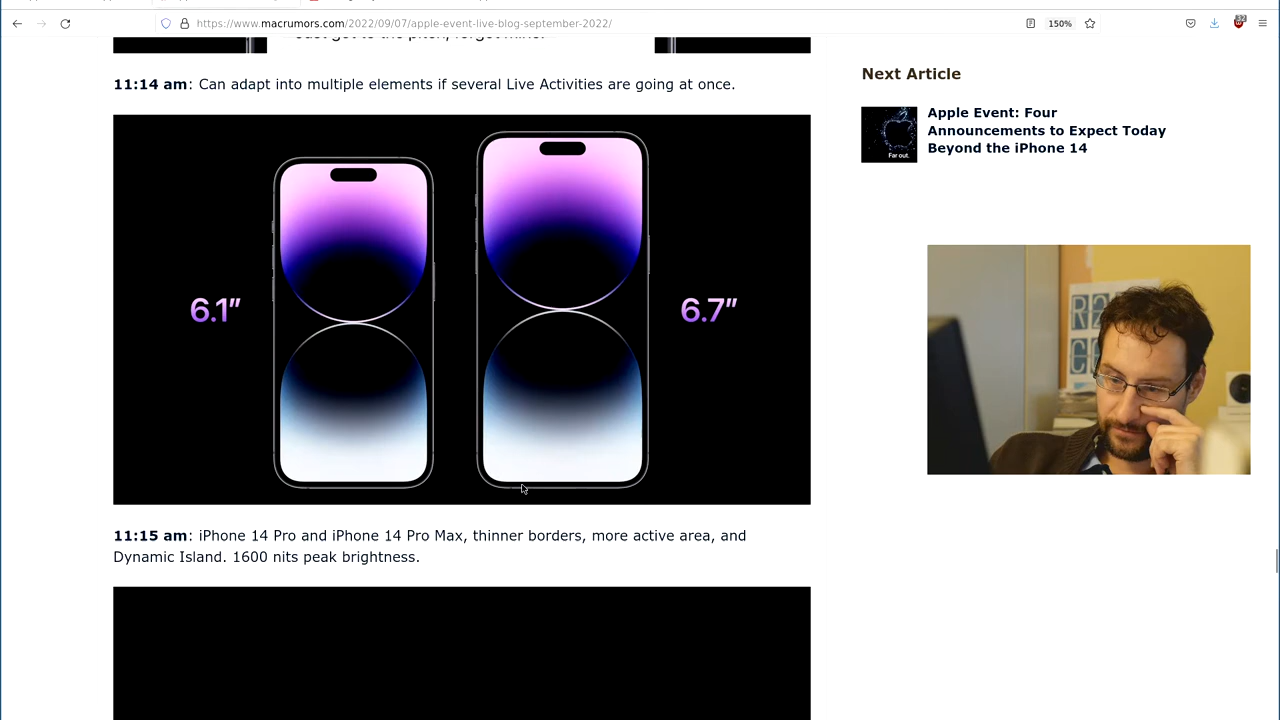 https://www.macrumors.com/2022/09/07/apple-event-live-blog-september-2022/
150%
11:14 am: Can adapt into multiple elements if several Live Activities are going at once.
6.1"
6.7"
11:15 am: iPhone 14 Pro and iPhone 14 Pro Max, thinner borders, more active area, and
Dynamic Island. 1600 nits peak brightness.
Next Article
Apple Event: Four
Announcements to Expect Today
Beyond the iPhone 14
Far out.